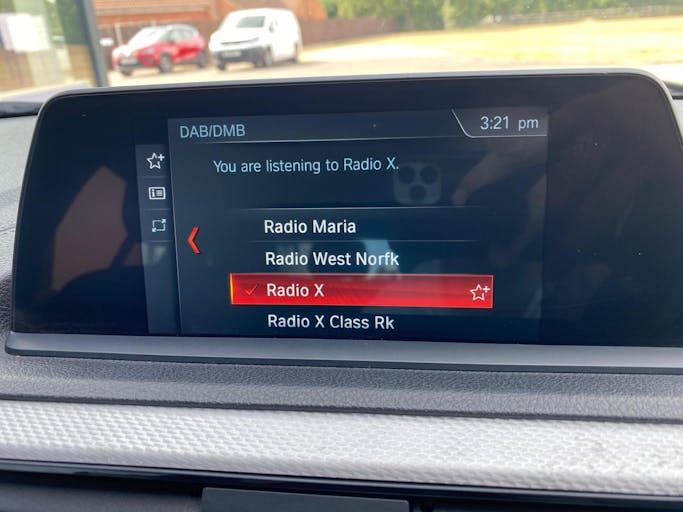 DAB/DMB
3:21 pm
You are listening to Radio X.
Radio Maria
Radio West Norfk
Radio X
Radio X Class Rk